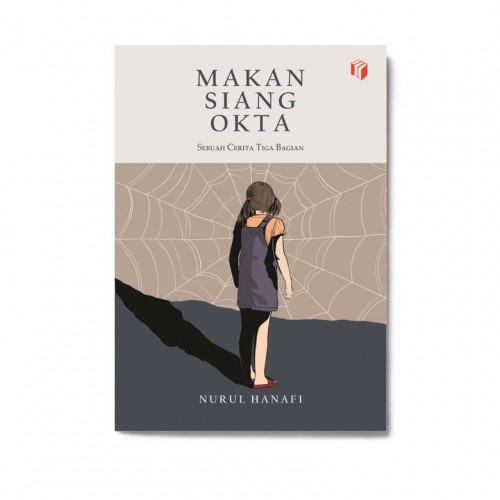 MAKAN
SIANG
OKTA
SEBUAH CERITA TIGA BAGIAN
NURUL HANAFI